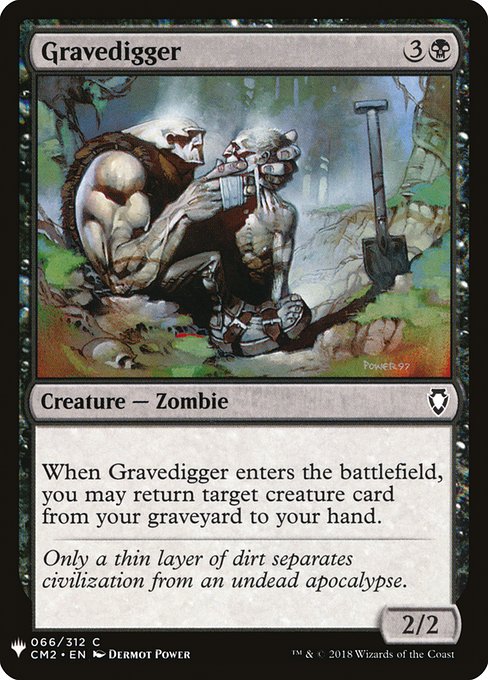 Gravedigger 3
POWER97
Creature — Zombie
When Gravedigger enters the battlefield,
you may return target creature card
from your graveyard to your hand.
Only a thin layer of dirt separates
civilization from an undead apocalypse.
2/2
066/312 C
CM2 • EN DERMOT POWER
™ & © 2018 Wizards of the Coast